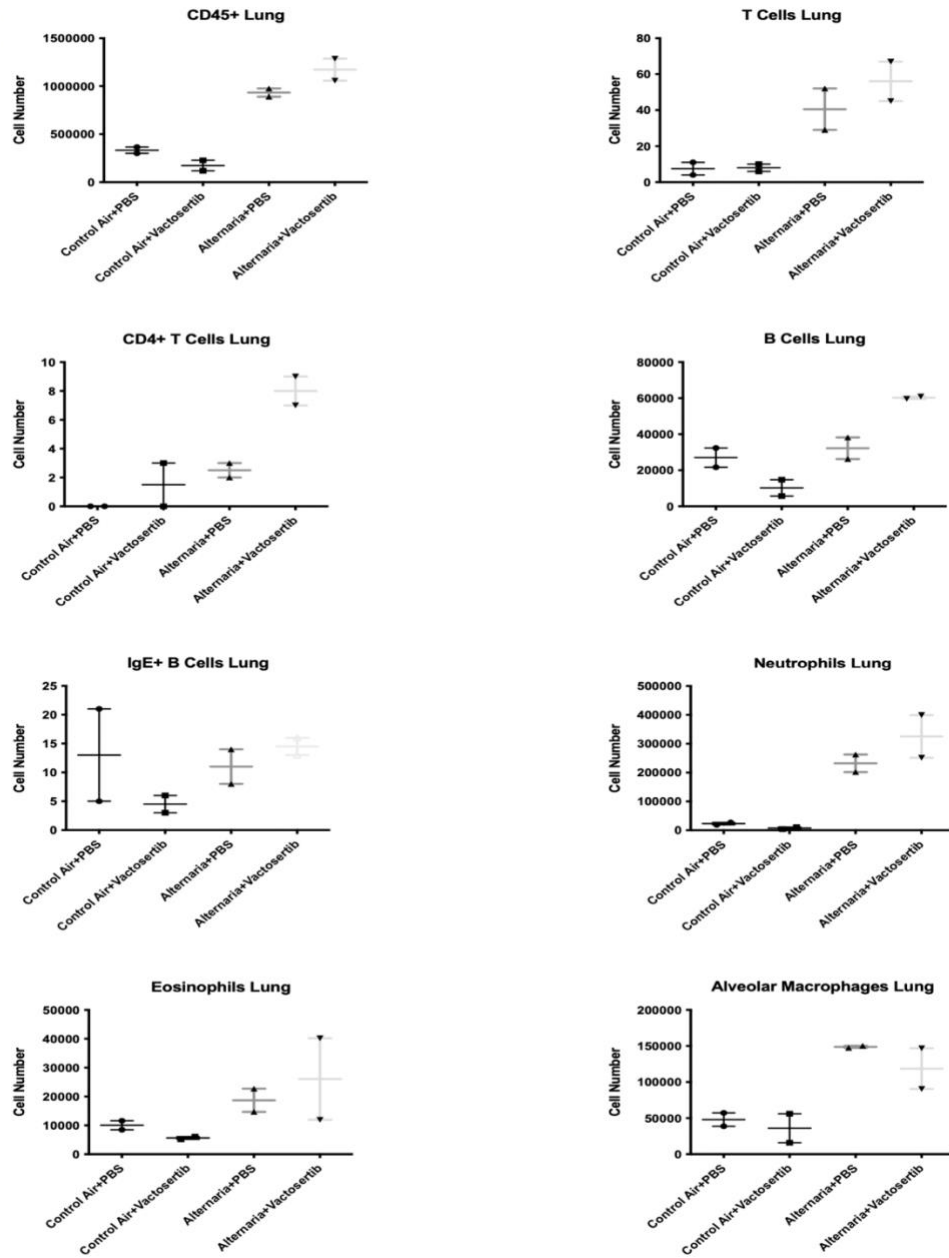 CD45+ Lung
Cell Number
1500000
1000000
500000
0
Control Air+PBS
Control Air+Vactosertib
Alternaria+PBS
Alternaria+Vactosertib
T Cells Lung
Cell Number
80
60
40
20
0
Control Air+PBS
Control Air+Vactosertib
Alternaria+PBS
Alternaria+Vactosertib
CD4+ T Cells Lung
Cell Number
10
8
6
4
2
0
Control Air+PBS
Control Air+Vactosertib
Alternaria+PBS
Alternaria+Vactosertib
B Cells Lung
Cell Number
80000
60000
40000
20000
0
Control Air+PBS
Control Air+Vactosertib
Alternaria+PBS
Alternaria+Vactosertib
IgE+ B Cells Lung
Cell Number
25
20
15
10
5
0
Control Air+PBS
Control Air+Vactosertib
Alternaria+PBS
Alternaria+Vactosertib
Neutrophils Lung
Cell Number
500000
400000
300000
200000
100000
0
Control Air+PBS
Control Air+Vactosertib
Alternaria+PBS
Alternaria+Vactosertib
Eosinophils Lung
Cell Number
50000
40000
30000
20000
10000
0
Control Air+PBS
Control Air+Vactosertib
Alternaria+PBS
Alternaria+Vactosertib
Alveolar Macrophages Lung
Cell Number
200000
150000
100000
50000
0
Control Air+PBS
Control Air+Vactosertib
Alternaria+PBS
Alternaria+Vactosertib